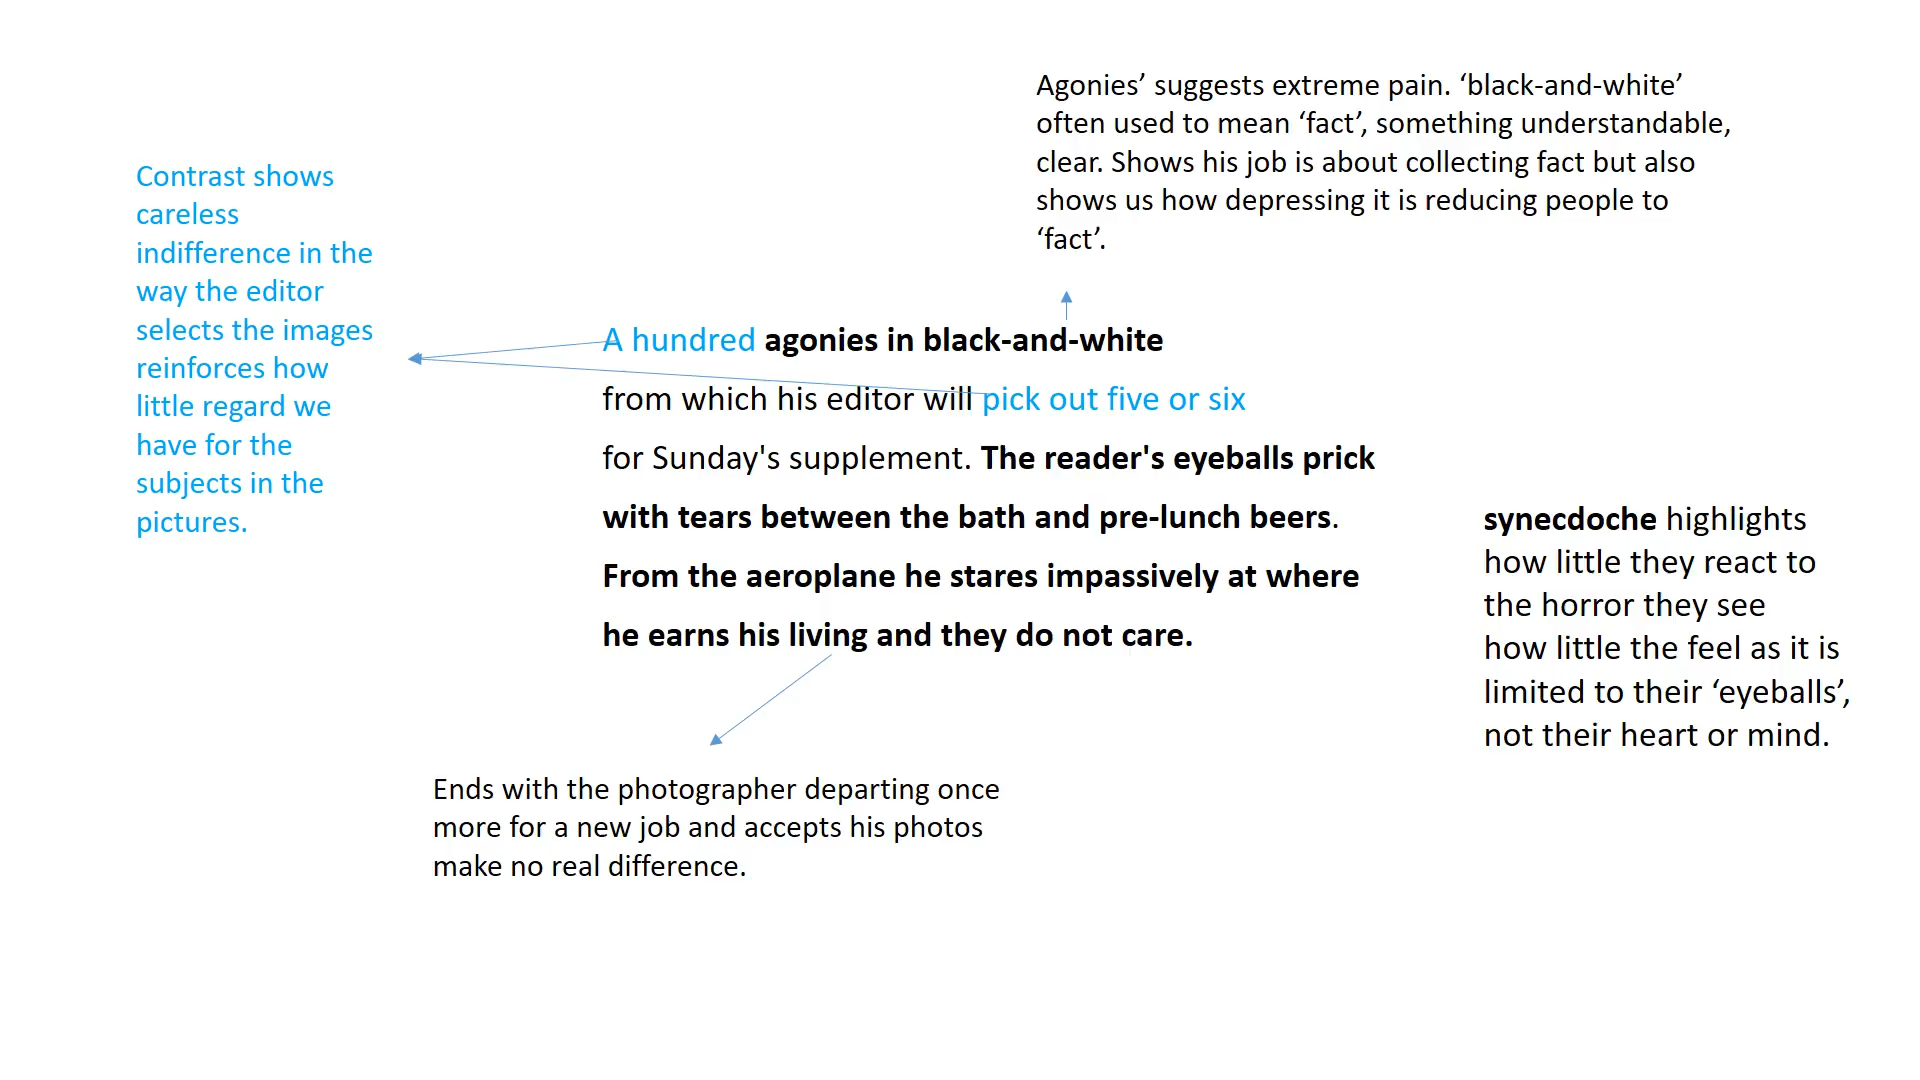 Agonies’ suggests extreme pain. ‘black-and-white’
often used to mean ‘fact’, something understandable,
clear. Shows his job is about collecting fact but also
shows us how depressing it is reducing people to
‘fact’.
Contrast shows
careless
indifference in the
way the editor
selects the images
reinforces how
little regard we
have for the
subjects in the
pictures.
A hundred agonies in black-and-white
from which his editor will pick out five or six
for Sunday's supplement. The reader's eyeballs prick
with tears between the bath and pre-lunch beers.
From the aeroplane he stares impassively at where
he earns his living and they do not care.
synecdoche highlights
how little they react to
the horror they see
how little the feel as it is
limited to their ‘eyeballs’,
not their heart or mind.
Ends with the photographer departing once
more for a new job and accepts his photos
make no real difference.